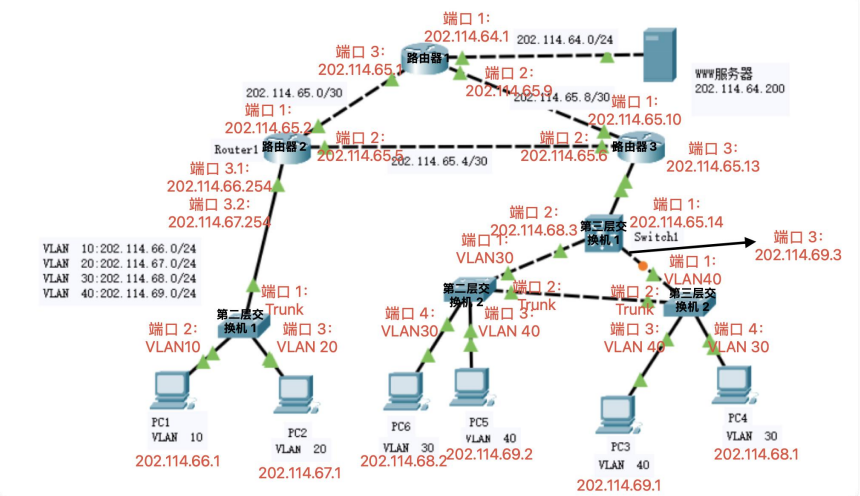 端口 1:
202.114.64.1
202.114.64.0/24
端口 3:
202.114.65.1
路由器1
WWW服务器
202.114.64.200
端口 2:
202.114.65.9
202.114.65.0/30
202.114.65.8/30
端口 1:
202.114.65.2
端口 1:
202.114.65.10
Router1
路由器2
端口 2:
202.114.65.5
202.114.65.4/30
端口 2:
202.114.65.6
路由器3
端口 3:
202.114.65.13
端口 3.1:
202.114.66.254
端口 3.2:
202.114.67.254
端口 2:
202.114.68.3
端口 1:
202.114.65.14
第三层交
换机 1
Switch1
端口 3:
202.114.69.3
VLAN 10:202.114.66.0/24
VLAN 20:202.114.67.0/24
VLAN 30:202.114.68.0/24
VLAN 40:202.114.69.0/24
端口 1:
VLAN30
端口 1:
VLAN40
第二层交
换机 2
端口 2:
Trunk
端口 2:
Trunk
第三层交
换机 2
第二层交
换机 1
端口 1:
Trunk
端口 2:
VLAN10
端口 3:
VLAN 20
端口 4:
VLAN30
端口 3:
VLAN 40
端口 3:
VLAN 40
端口 4:
VLAN 30
PC1
VLAN 10
202.114.66.1
PC2
VLAN 20
202.114.67.1
PC6
VLAN 30
202.114.68.2
PC5
VLAN 40
202.114.69.2
PC3
VLAN 40
202.114.69.1
PC4
VLAN 30
202.114.68.1